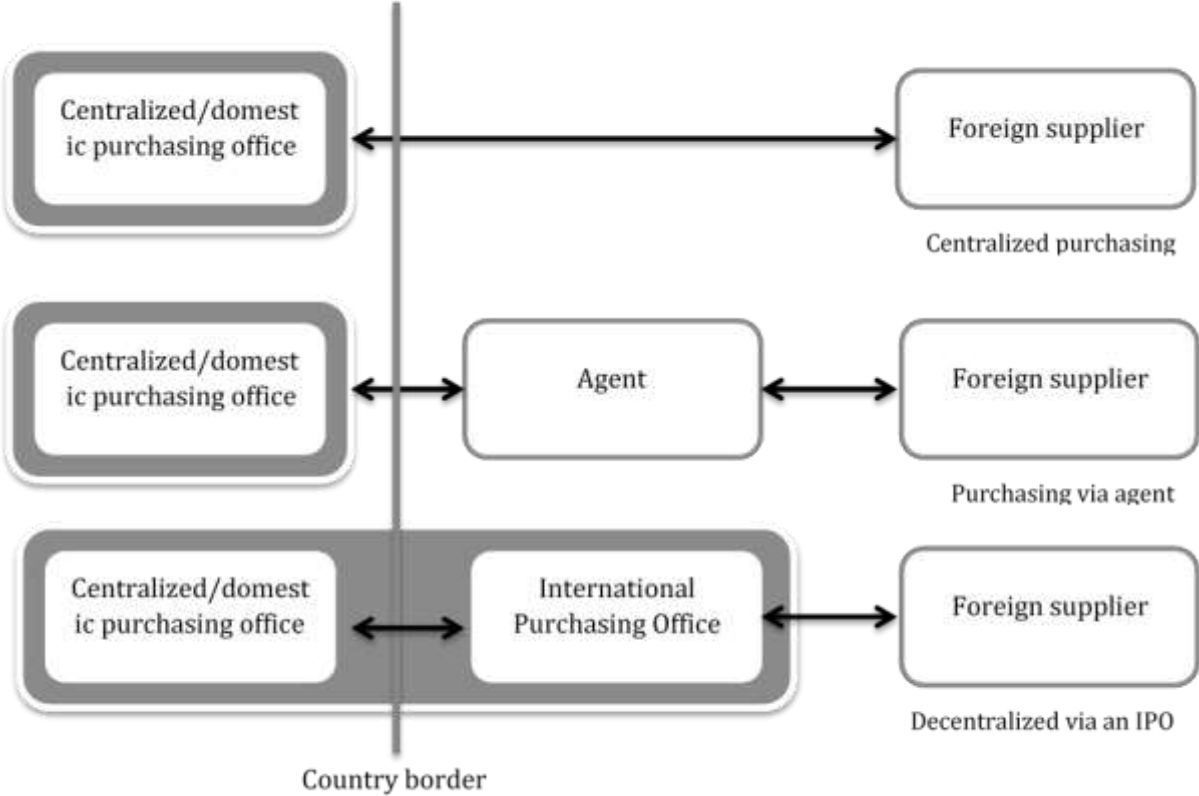 Centralized/domest
ic purchasing office
Foreign supplier
Centralized purchasing
Centralized/domest
ic purchasing office
Agent
Foreign supplier
Purchasing via agent
Centralized/domest
ic purchasing office
International
Purchasing Office
Foreign supplier
Decentralized via an IPO
Country border